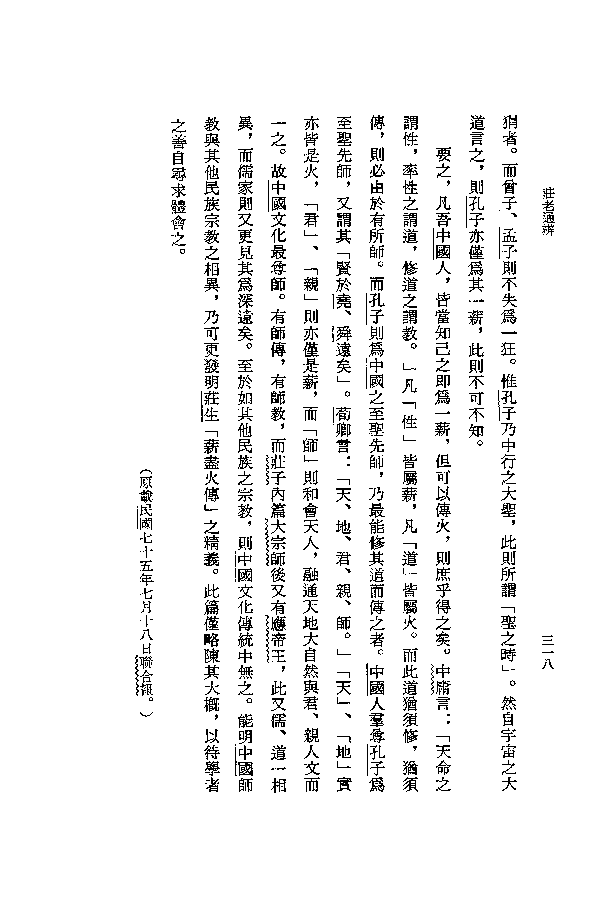 莊老通辨
三一八
狷者。而曾子、孟子則不失爲一狂。惟孔子乃中行之大聖，此則所謂「聖之時」。然自宇宙之大
道言之，則孔子亦僅爲其一薪，此則不可不知。
要之，凡吾中國人，皆當知己之即爲一薪，但可以傳火，則庶乎得之矣。中庸言：「天命之
謂性，率性之謂道，修道之謂教。」凡「性」皆屬薪，凡「道」皆屬火。而此道猶須修，猶須
傳，則必由於有所師。而孔子則爲中國之至聖先師，乃最能修其道而傳之者。中國人羣尊孔子爲
至聖先師，又謂其「賢於堯、舜遠矣」。荀卿言：「天、地、君、親、師。」「天」、「地」實
亦皆是火，「君」、「親」則亦僅是薪，而「師」則和會天人，融通天地大自然與君、親人文而
一之。故中國文化最尊師。有師傳，有師教，而莊子內篇大宗師後又有應帝王，此又儒、道一相
異，而儒家則又更見其爲深遠矣。至於如其他民族之宗教，則中國文化傳統中無之。能明中國師
教與其他民族宗教之相異，乃可更發明莊生「薪盡火傳」之精義。此篇僅略陳其大概，以待學者
之善自尋求體會之。
（原載民國七十五年七月十八日聯合報。）